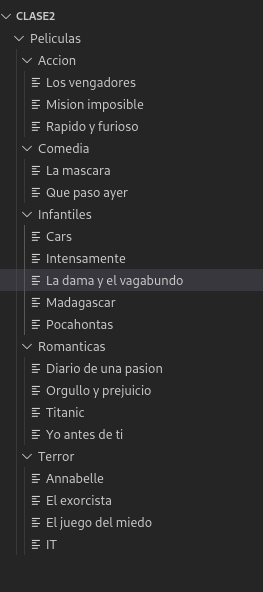 CLASE2
Peliculas
Accion
Los vengadores
Mision imposible
Rapido y furioso
Comedia
La mascara
Que paso ayer
Infantiles
Cars
Intensamente
La dama y el vagabundo
Madagascar
Pocahontas
Romanticas
Diario de una pasion
Orgullo y prejuicio
Titanic
Yo antes de ti
Terror
Annabelle
El exorcista
El juego del miedo
IT